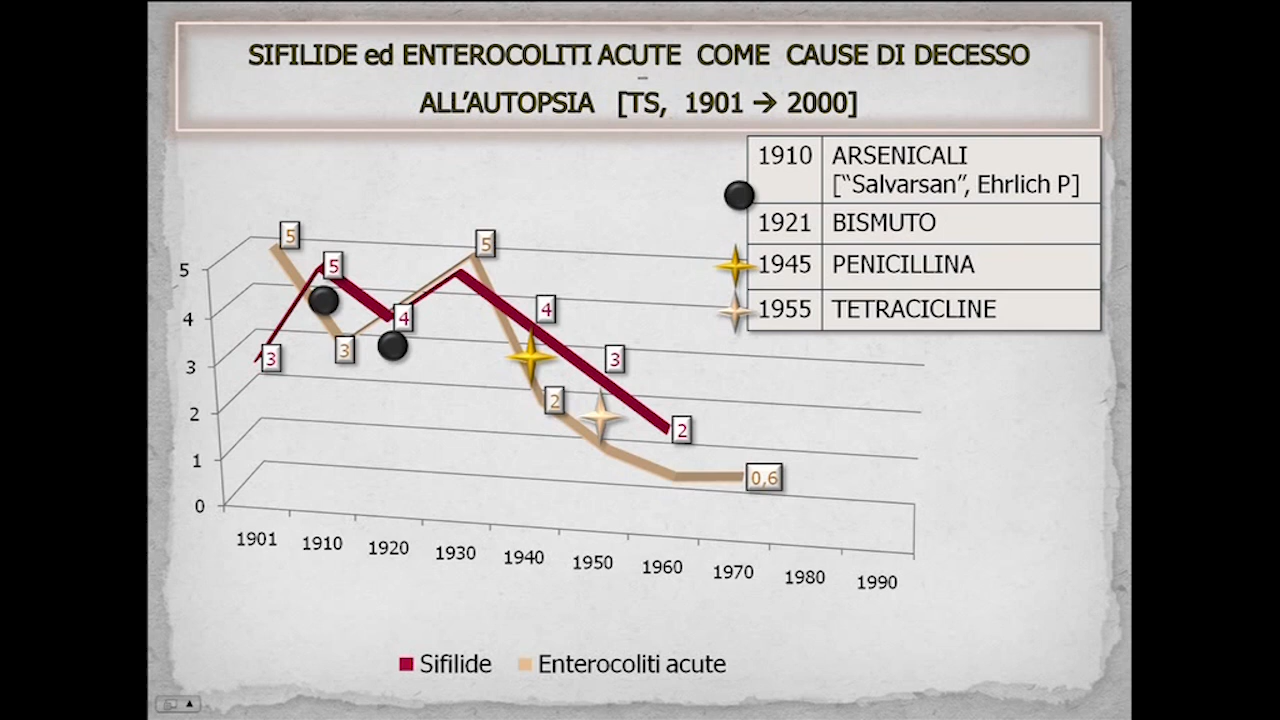 SIFILIDE ed ENTEROCOLITI ACUTE COME CAUSE DI DECESSO
–
ALL'AUTOPSIA [TS, 1901 → 2000]
1910 ARSENICALI
["Salvarsan", Ehrlich P]
1921 BISMUTO
1945 PENICILLINA
1955 TETRACICLINE
5
5
5
5
4
4
4
3
3
3
3
2
2
2
1
0,6
0
1901 1910 1920 1930 1940 1950 1960 1970 1980 1990
Sifilide Enterocoliti acute